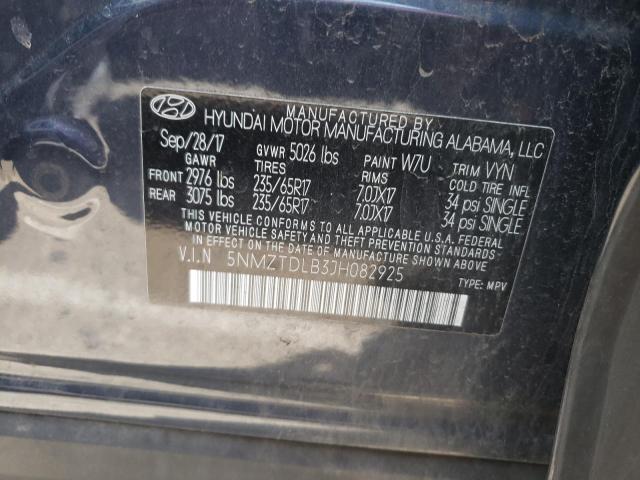 MANUFACTURED BY
HYUNDAI MOTOR MANUFACTURING ALABAMA, LLC
Sep/28/17 GVWR 5026 lbs PAINT W7U TRIM VYN
GAWR TIRES RIMS COLD TIRE INFL
FRONT 2976 lbs 235/65R17 7.0JX17 34 psi SINGLE
REAR 3075 lbs 235/65R17 7.0JX17 34 psi SINGLE
THIS VEHICLE CONFORMS TO ALL APPLICABLE U.S.A. FEDERAL
MOTOR VEHICLE SAFETY AND THEFT PREVENTION STANDARDS
IN EFFECT ON THE DATE OF MANUFACTURE SHOWN ABOVE.
V.I.N 5NMZTDLB3JH082925
TYPE: MPV